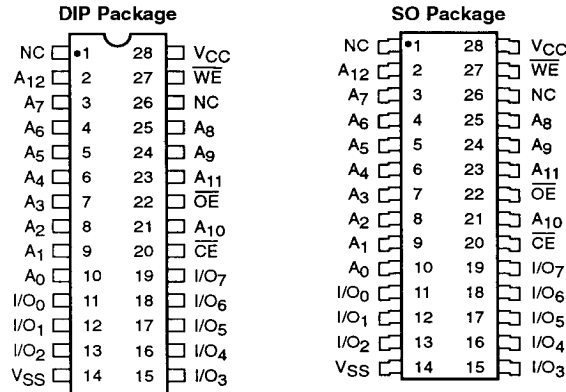 DIP Package SO Package
NC 1 28 VCC NC 1 28 VCC
A12 2 27 WE A12 2 27 WE
A7 3 26 NC A7 3 26 NC
A6 4 25 A8 A6 4 25 A8
A5 5 24 A9 A5 5 24 A9
A4 6 23 A11 A4 6 23 A11
A3 7 22 OE A3 7 22 OE
A2 8 21 A10 A2 8 21 A10
A1 9 20 CE A1 9 20 CE
A0 10 19 I/O7 A0 10 19 I/O7
I/O0 11 18 I/O6 I/O0 11 18 I/O6
I/O1 12 17 I/O5 I/O1 12 17 I/O5
I/O2 13 16 I/O4 I/O2 13 16 I/O4
VSS 14 15 I/O3 VSS 14 15 I/O3